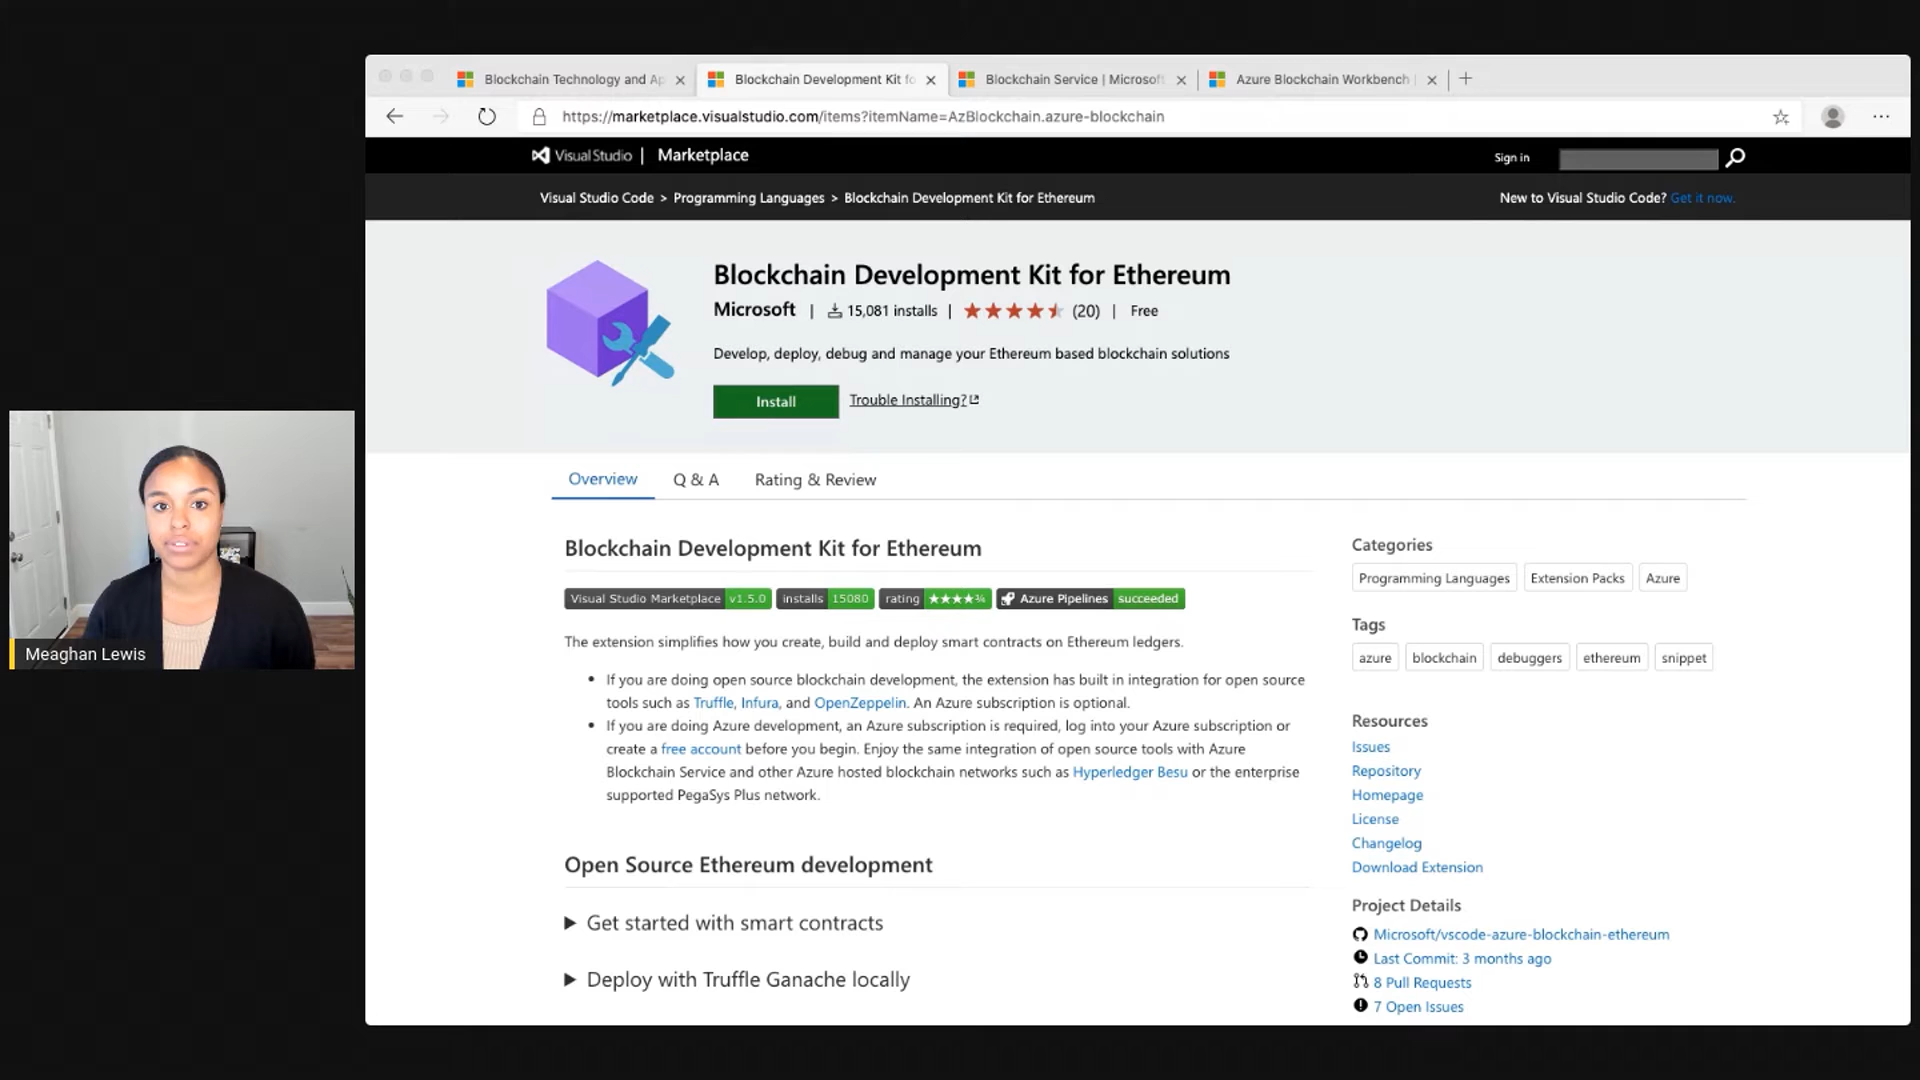 Blockchain Technology and Ap
Blockchain Development Kit fo
Blockchain Service | Microsoft
Azure Blockchain Workbench |
https://marketplace.visualstudio.com/items?itemName=AzBlockchain.azure-blockchain
Visual Studio | Marketplace
Sign in
Visual Studio Code > Programming Languages > Blockchain Development Kit for Ethereum
New to Visual Studio Code? Get it now.
Blockchain Development Kit for Ethereum
Microsoft | 15,081 installs | (20) | Free
Develop, deploy, debug and manage your Ethereum based blockchain solutions
Install
Trouble Installing?
Overview
Q & A
Rating & Review
Blockchain Development Kit for Ethereum
Visual Studio Marketplace v1.5.0 installs 15080 rating ★★★★¾ Azure Pipelines succeeded
The extension simplifies how you create, build and deploy smart contracts on Ethereum ledgers.
• If you are doing open source blockchain development, the extension has built in integration for open source
tools such as Truffle, Infura, and OpenZeppelin. An Azure subscription is optional.
• If you are doing Azure development, an Azure subscription is required, log into your Azure subscription or
create a free account before you begin. Enjoy the same integration of open source tools with Azure
Blockchain Service and other Azure hosted blockchain networks such as Hyperledger Besu or the enterprise
supported PegaSys Plus network.
Open Source Ethereum development
Get started with smart contracts
Deploy with Truffle Ganache locally
Categories
Programming Languages
Extension Packs
Azure
Tags
azure
blockchain
debuggers
ethereum
snippet
Resources
Issues
Repository
Homepage
License
Changelog
Download Extension
Project Details
Microsoft/vscode-azure-blockchain-ethereum
Last Commit: 3 months ago
8 Pull Requests
7 Open Issues
Meaghan Lewis